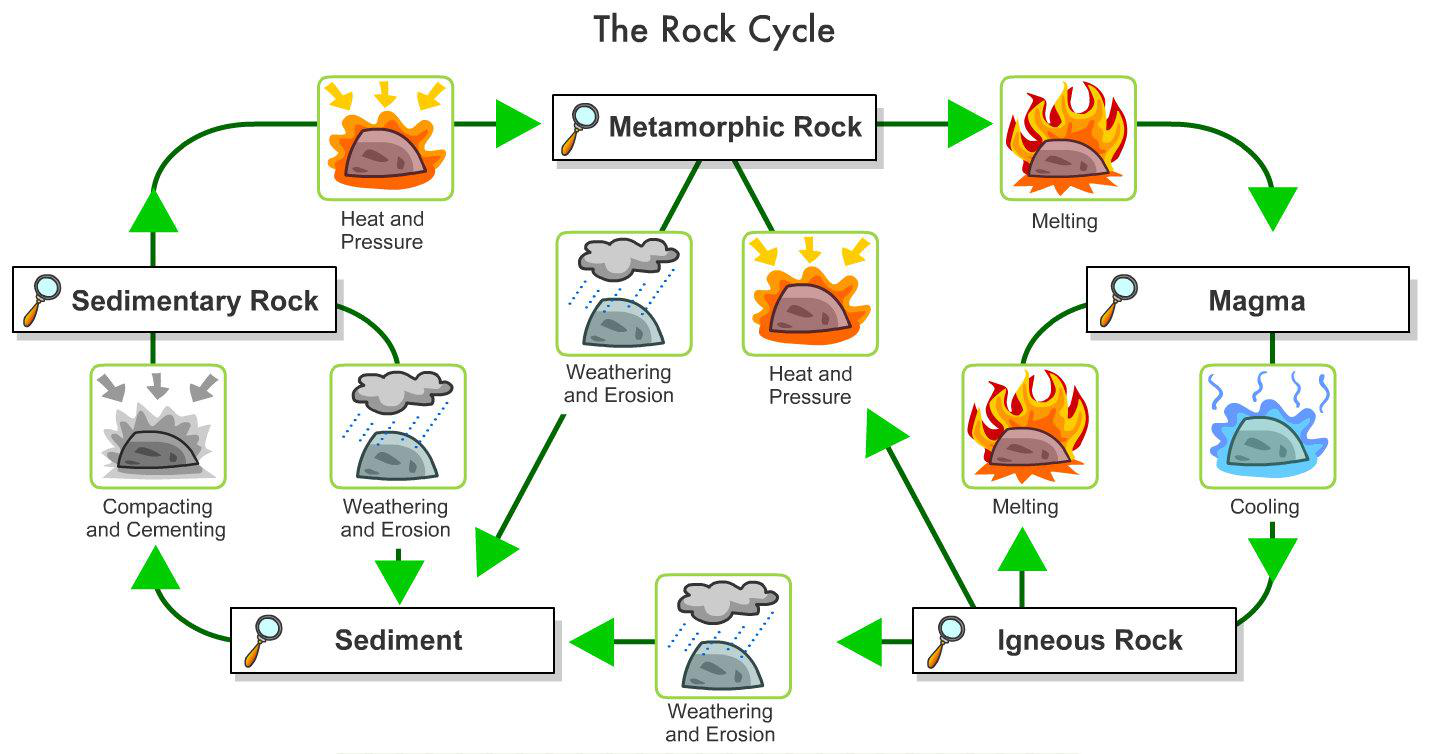 The Rock Cycle
Metamorphic Rock
Heat and
Pressure
Melting
Sedimentary Rock
Magma
Weathering
and Erosion
Heat and
Pressure
Compacting
and Cementing
Weathering
and Erosion
Melting
Cooling
Sediment
Igneous Rock
Weathering
and Erosion